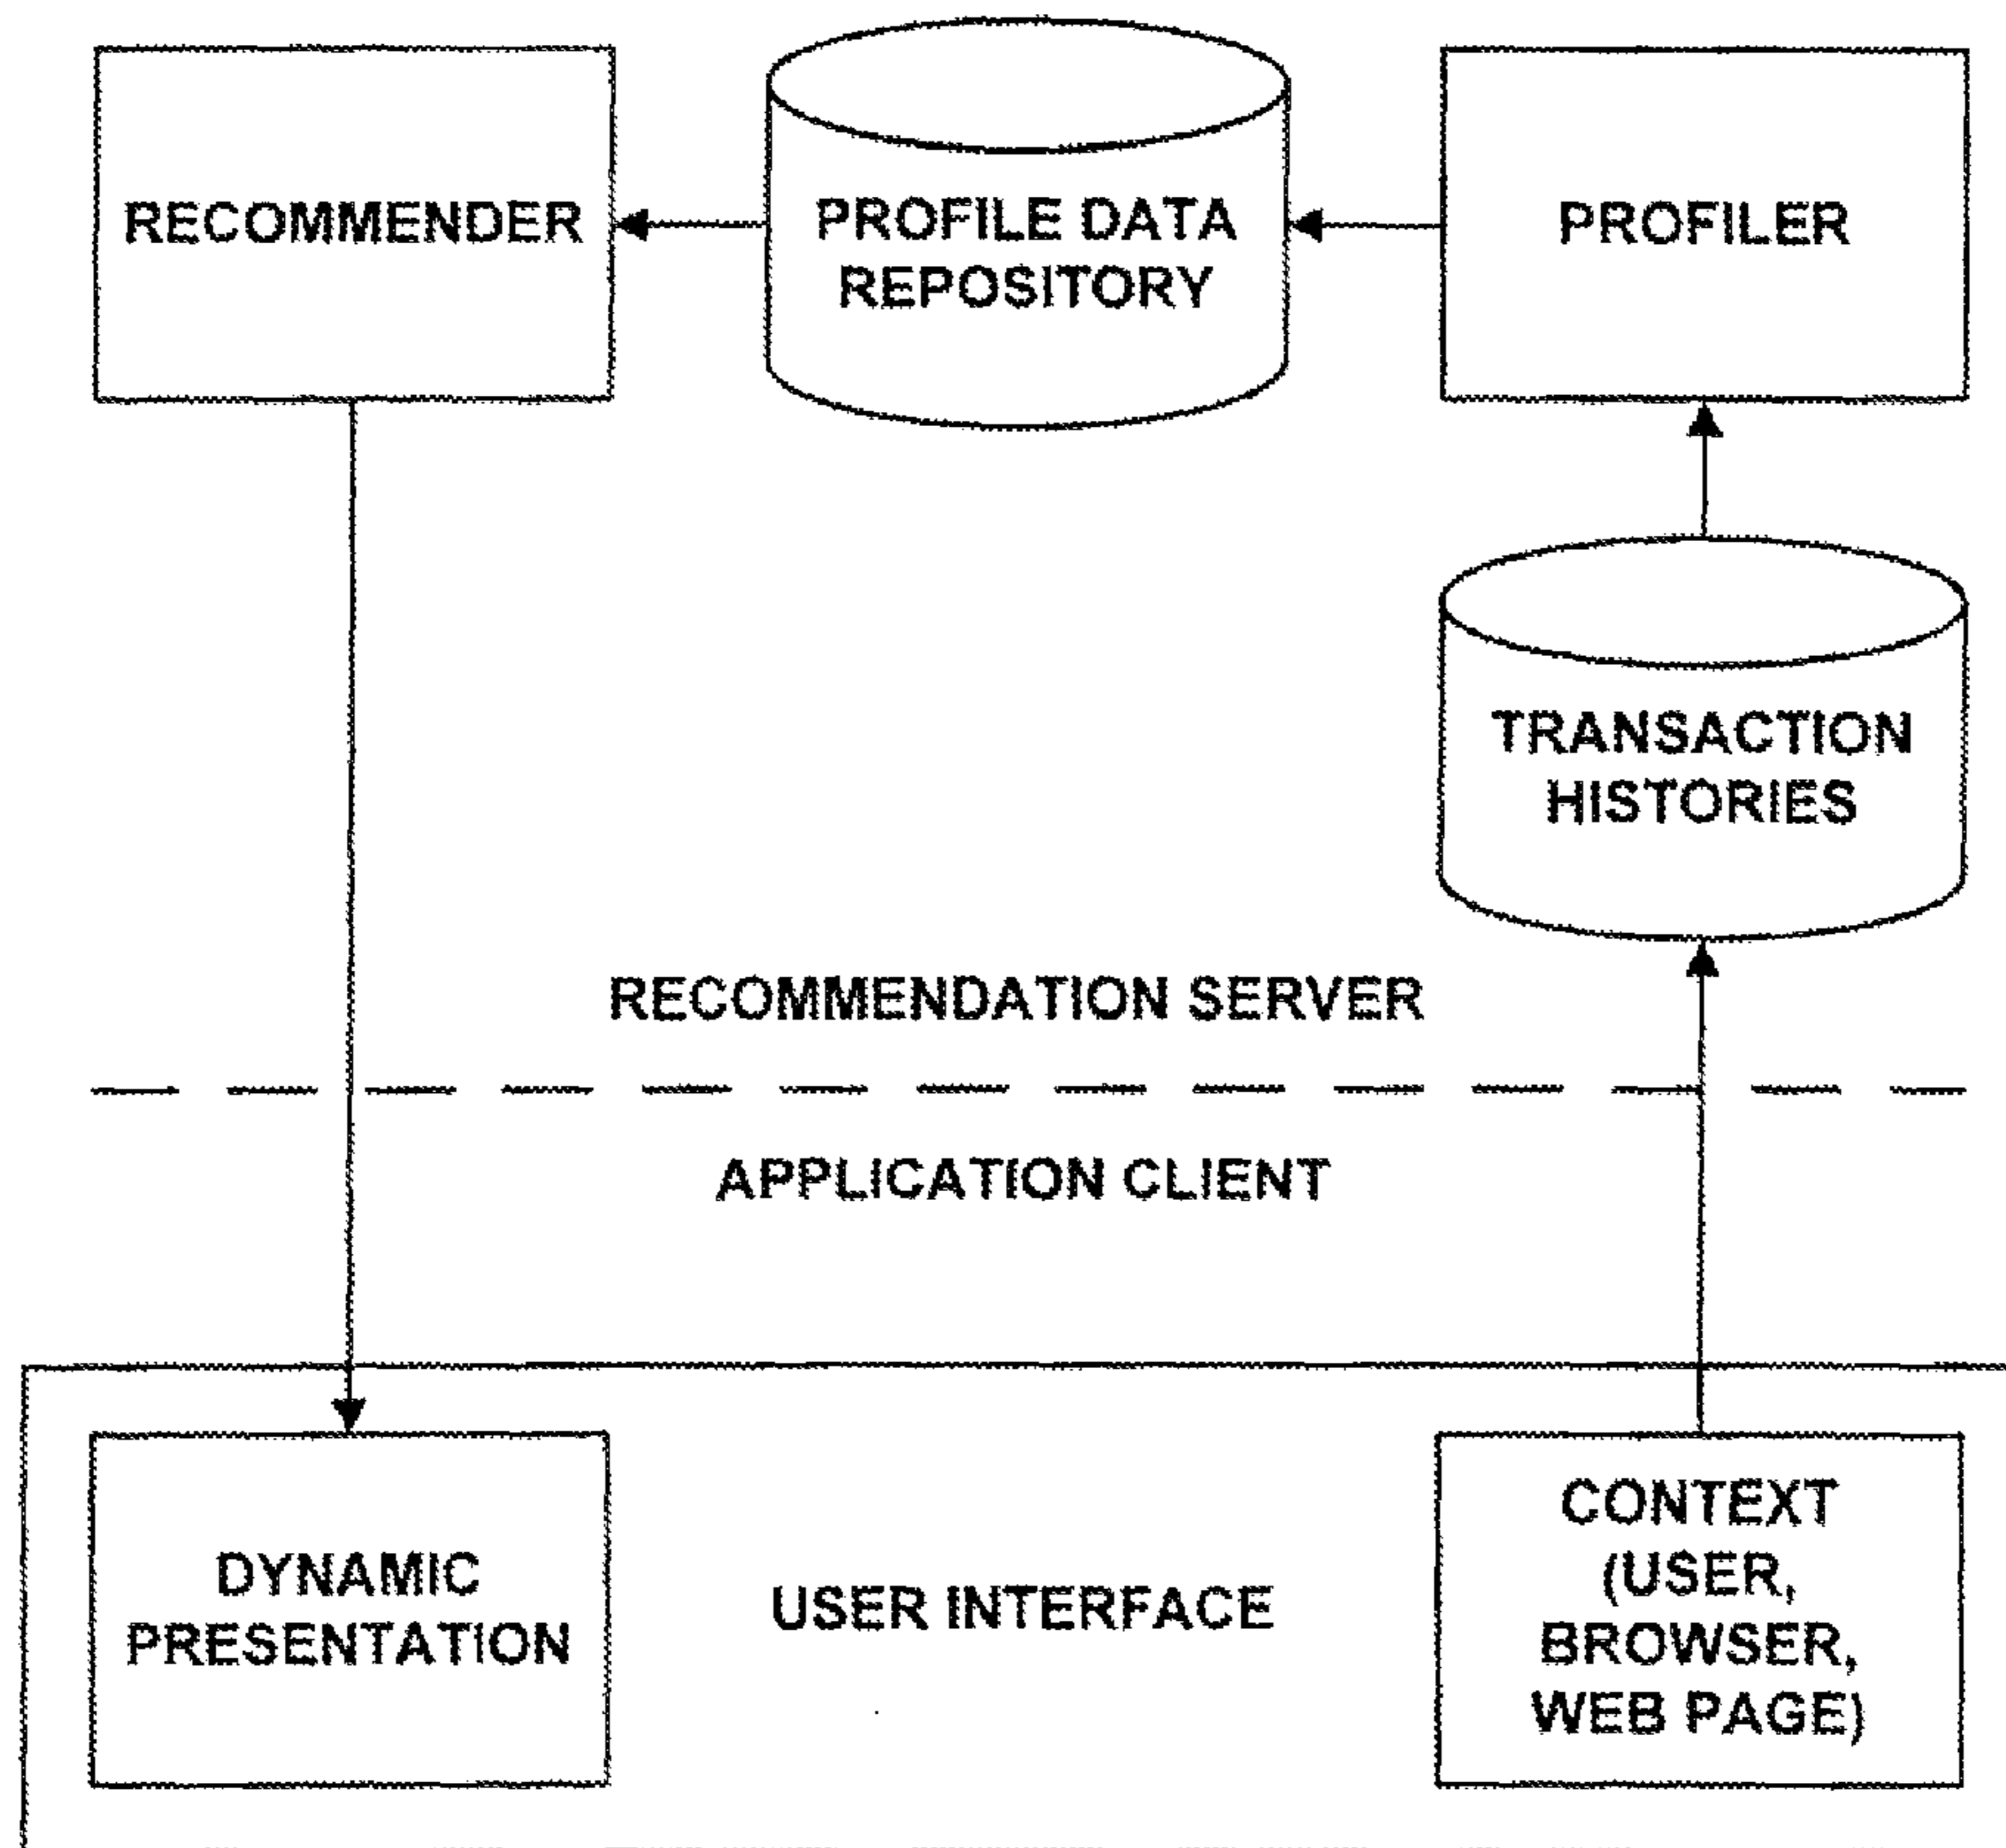 RECOMMENDER
PROFILE DATA
REPOSITORY
PROFILER
TRANSACTION
HISTORIES
RECOMMENDATION SERVER
APPLICATION CLIENT
DYNAMIC
PRESENTATION
USER INTERFACE
CONTEXT
(USER,
BROWSER,
WEB PAGE)